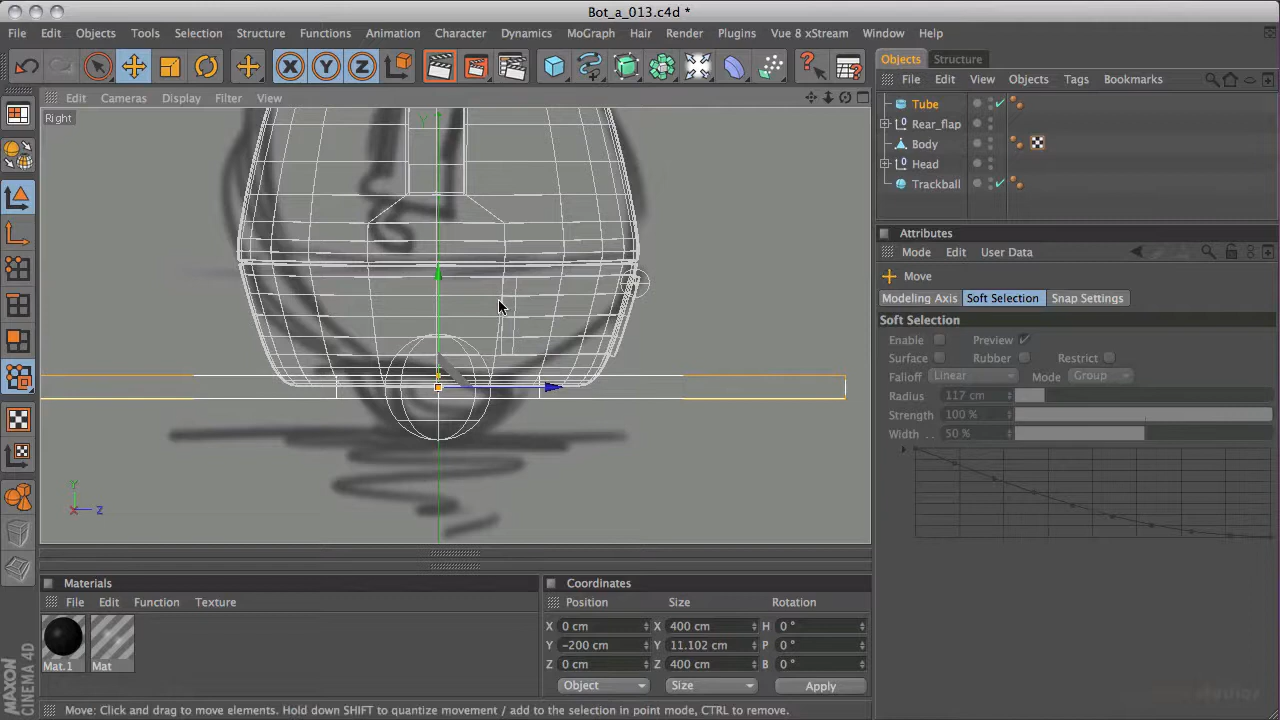 Bot_a_013.c4d *
File Edit Objects Tools Selection Structure Functions Animation Character Dynamics MoGraph Hair Render Plugins Vue 8 xStream Window Help
Objects Structure
File Edit View Objects Tags Bookmarks
Edit Cameras Display Filter View
Right
Tube
Rear_flap
Body
Head
Trackball
Attributes
Mode Edit User Data
Move
Modeling Axis Soft Selection Snap Settings
Soft Selection
Enable Preview
Surface Rubber Restrict
Falloff Linear Mode Group
Radius 117 cm
Strength 100 %
Width . . 50 %
Y
Y
X Z
Materials
File Edit Function Texture
Mat.1 Mat
Coordinates
Position Size Rotation
X 0 cm X 400 cm H 0 °
Y -200 cm Y 11.102 cm P 0 °
Z 0 cm Z 400 cm B 0 °
Object Size Apply
MAXON CINEMA 4D
Move: Click and drag to move elements. Hold down SHIFT to quantize movement / add to the selection in point mode, CTRL to remove.